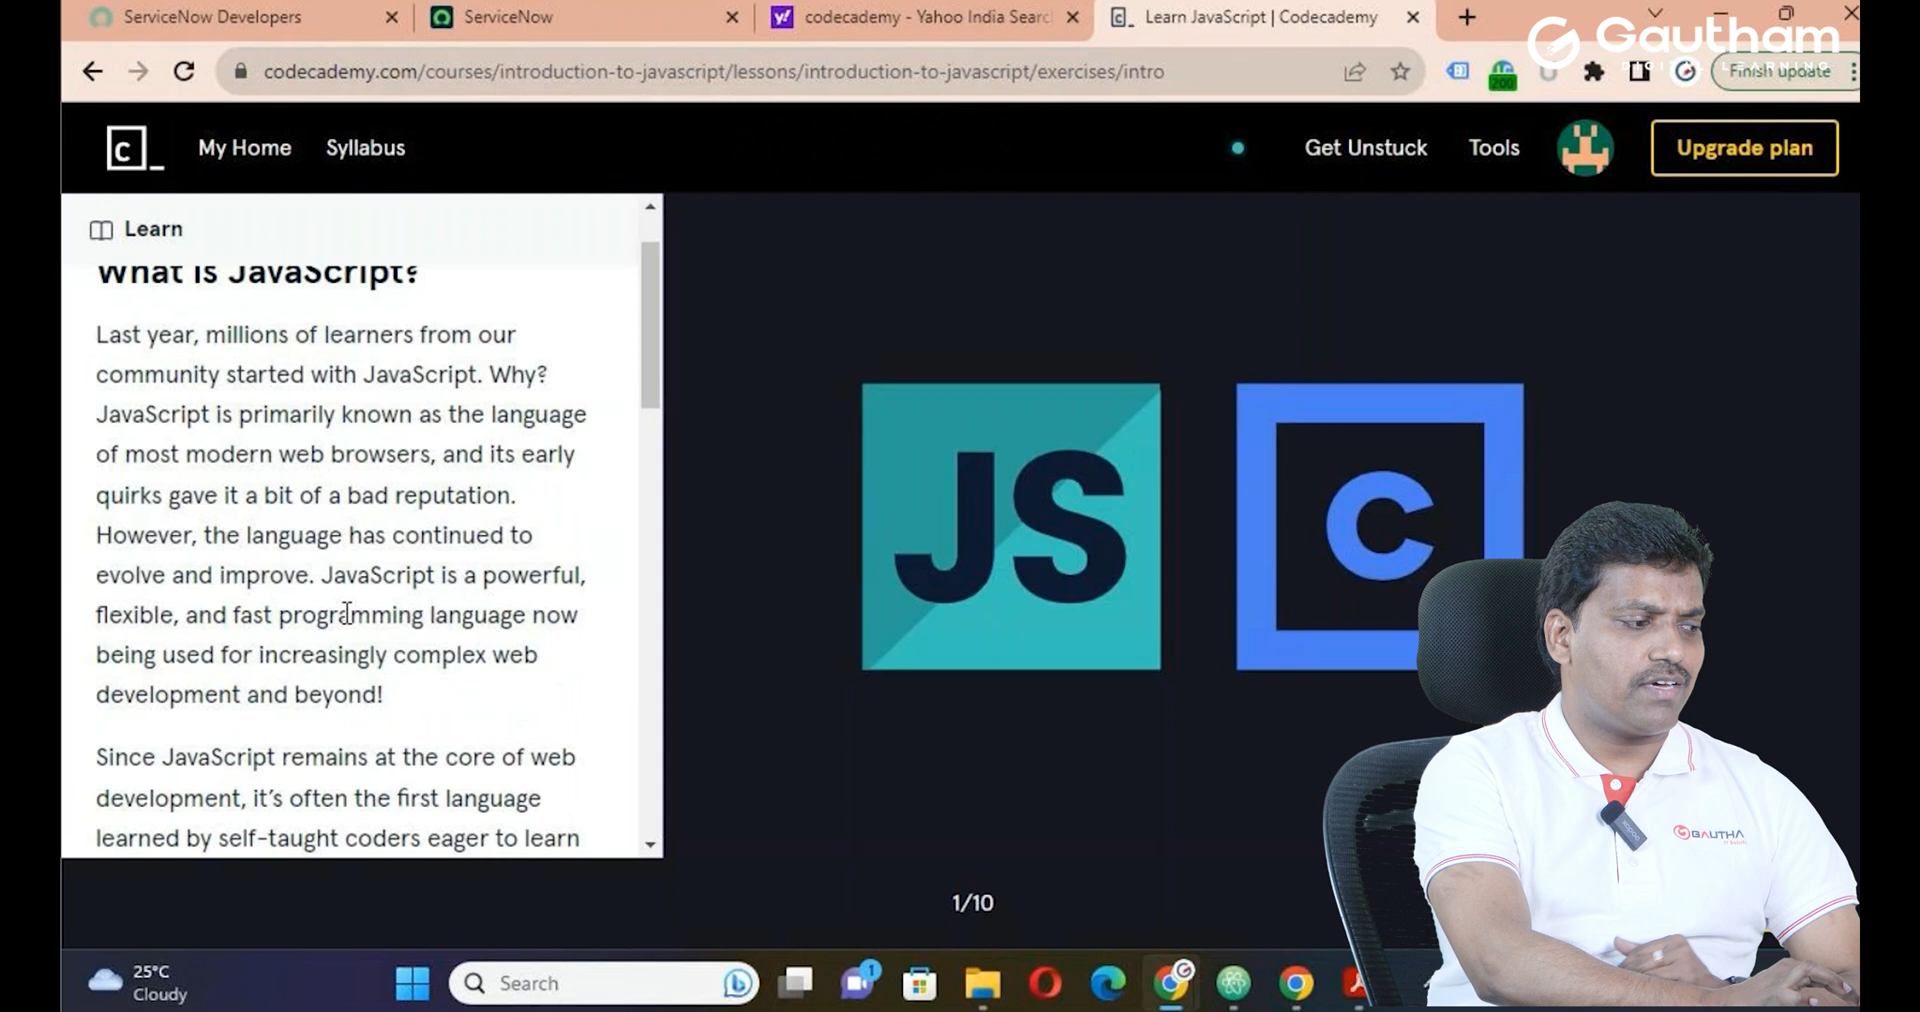 ServiceNow Developers
ServiceNow
codecademy - Yahoo India Searc
Learn JavaScript | Codecademy
Gautham
DIGITAL LEARNING
codecademy.com/courses/introduction-to-javascript/lessons/introduction-to-javascript/exercises/intro
200
Finish update
c_
My Home
Syllabus
Get Unstuck
Tools
Upgrade plan
Learn
What is JavaScript?
Last year, millions of learners from our
community started with JavaScript. Why?
JavaScript is primarily known as the language
of most modern web browsers, and its early
quirks gave it a bit of a bad reputation.
However, the language has continued to
evolve and improve. JavaScript is a powerful,
flexible, and fast programming language now
being used for increasingly complex web
development and beyond!
Since JavaScript remains at the core of web
development, it's often the first language
learned by self-taught coders eager to learn
JS
C
GAUTHA
1/10
25°C
Cloudy
Search
1